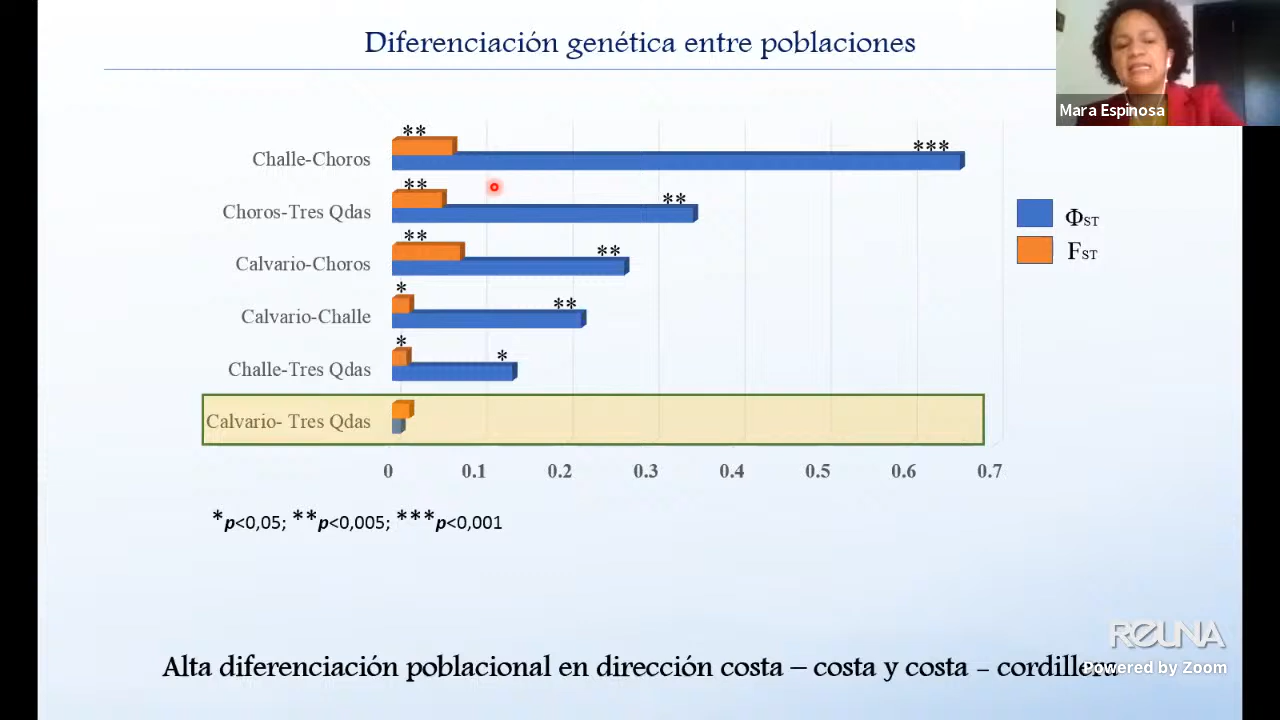 Diferenciación genética entre poblaciones
Mara Espinosa
**
***
Challe-Choros
**
**
Choros-Tres Qdas
**
**
Calvario-Choros
*
**
Calvario-Challe
*
*
Challe-Tres Qdas
Calvario- Tres Qdas
ΦST
FST
0 0.1 0.2 0.3 0.4 0.5 0.6 0.7
*p<0,05; **p<0,005; ***p<0,001
REUNA
Powered by Zoom
Alta diferenciación poblacional en dirección costa – costa y costa – cordillera